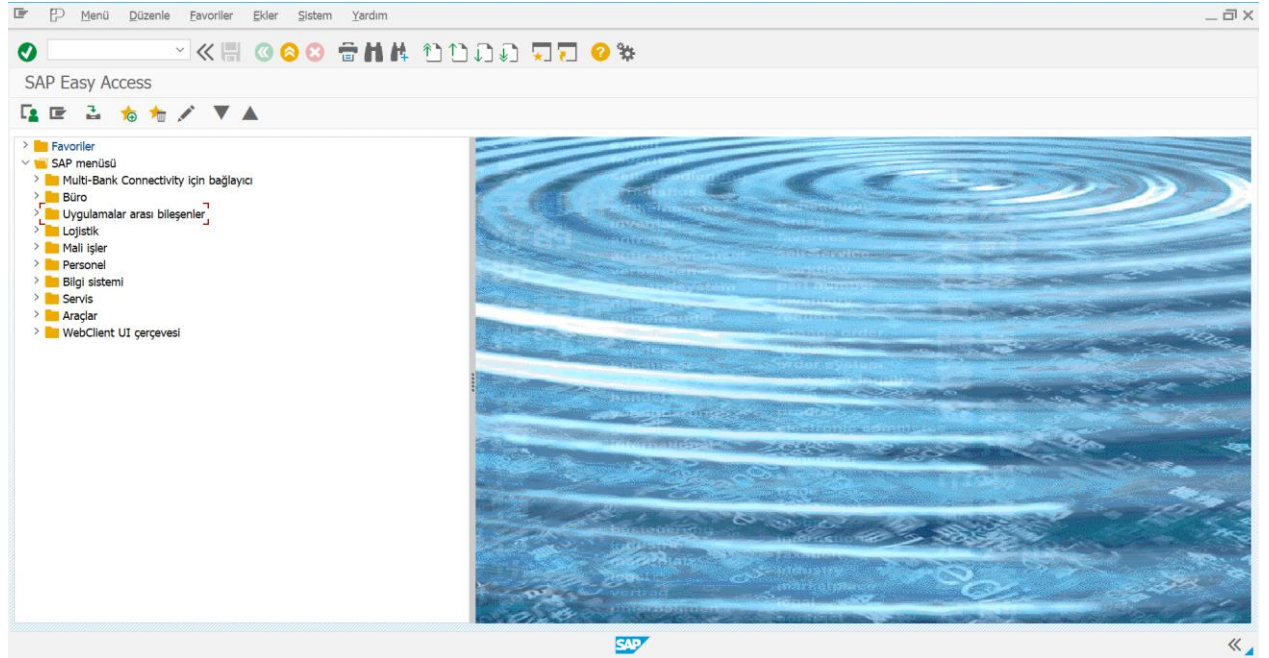 Menü Düzenle Favoriler Ekler Sistem Yardım
SAP Easy Access
Favoriler
SAP menüsü
Multi-Bank Connectivity için bağlayıcı
Büro
Uygulamalar arası bileşenler
Lojistik
Mali işler
Personel
Bilgi sistemi
Servis
Araçlar
WebClient UI çerçevesi
SAP